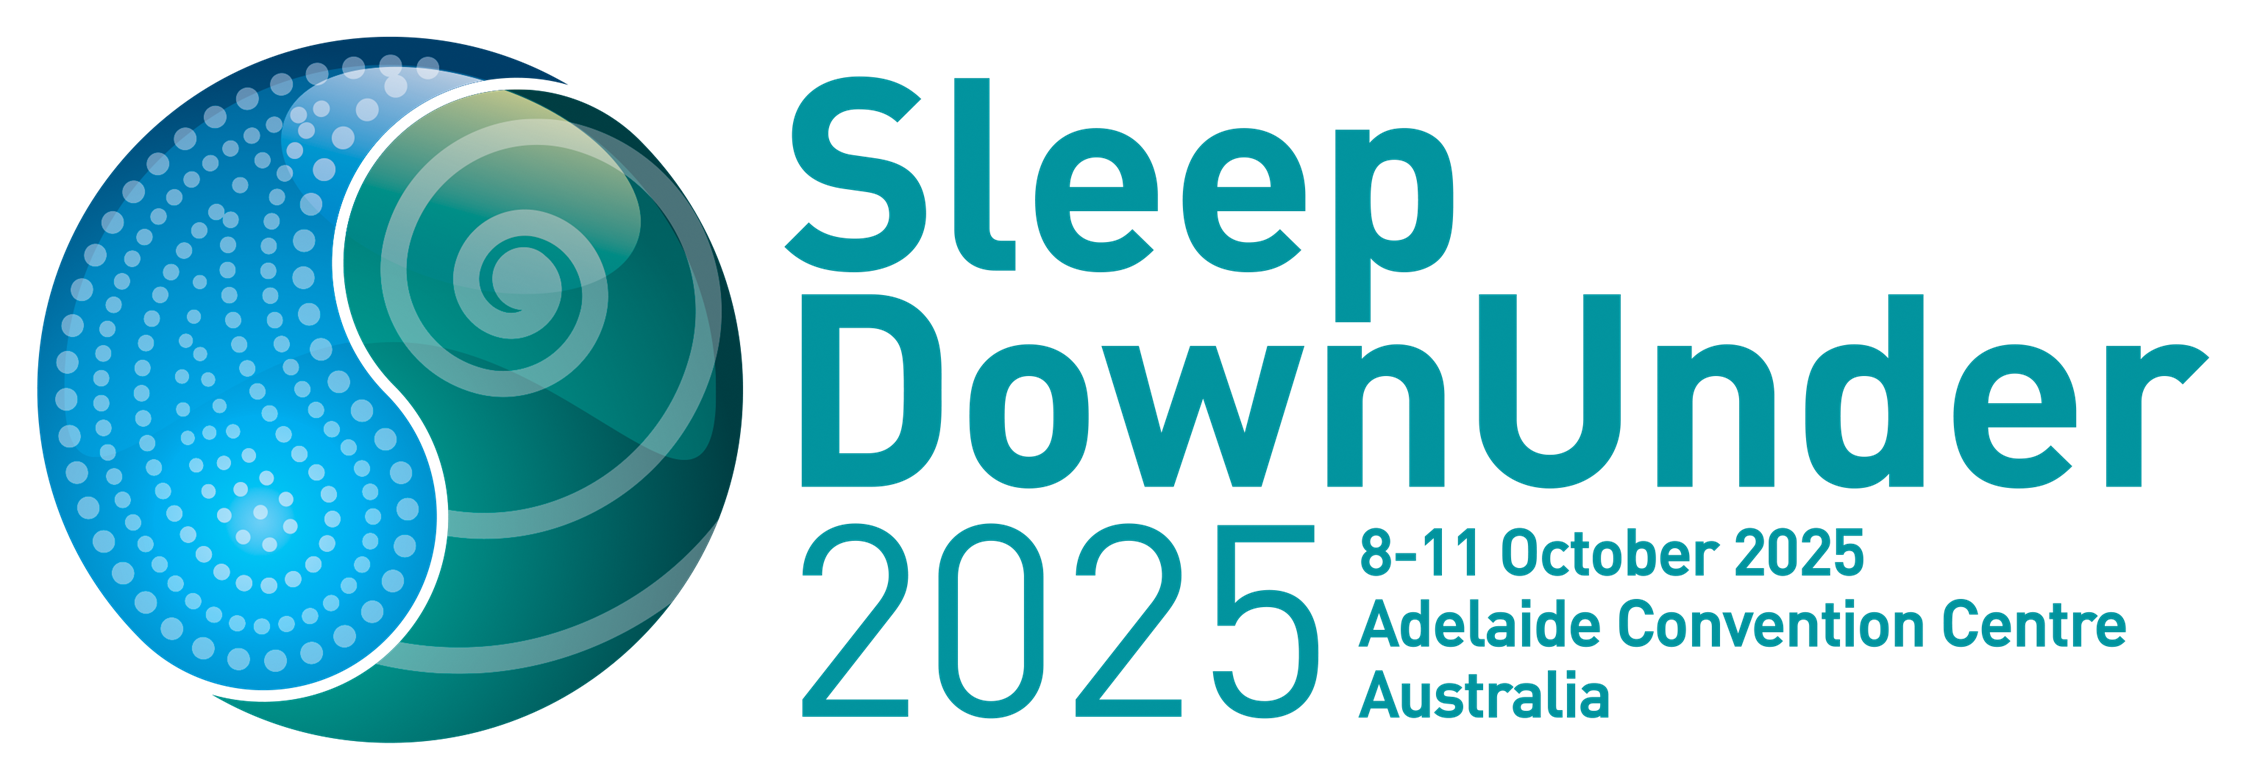 Sleep
DownUnder
2025
8-11 October 2025
Adelaide Convention Centre
Australia